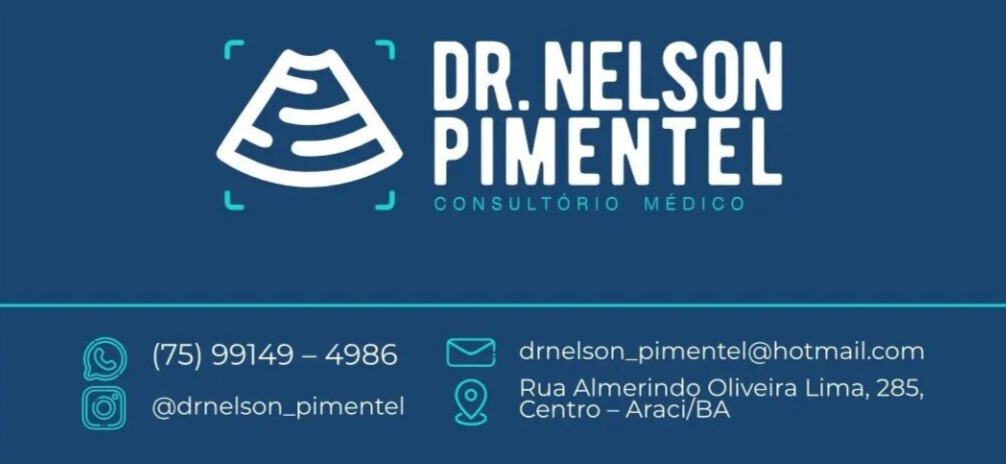 DR. NELSON
PIMENTEL
CONSULTÓRIO MÉDICO
(75) 99149 – 4986
@drnelson_pimentel
drnelson_pimentel@hotmail.com
Rua Almerindo Oliveira Lima, 285,
Centro – Araci/BA